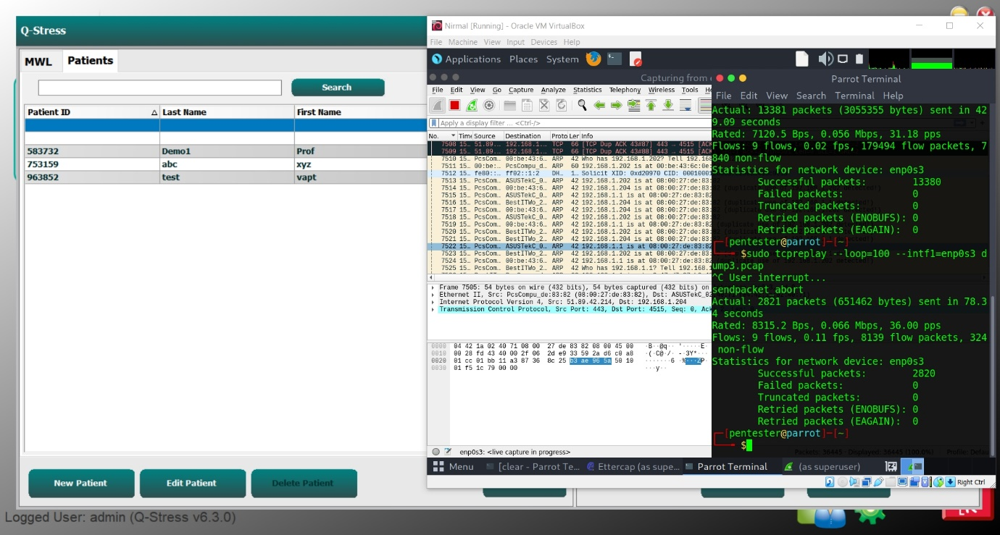 Q-Stress
MWL
Patients
Search
Patient ID
Last Name
First Name
583732 Demo1 Prof
753159 abc xyz
963852 test vapt
New Patient
Edit Patient
Delete Patient
Logged User: admin (Q-Stress v6.3.0)
Nirmal [Running] - Oracle VM VirtualBox
File Machine View Input Devices Help
Applications Places System
Capturing from
File Edit View Go Capture Analyze Statistics Telephony Wireless Tools He
Apply a display filter ... <Ctrl-/>
No. Time Source Destination Proto Ler Info
7508 15… 51.89… 192.168.1.… TCP 66 [TCP Dup ACK 43#87] 443 → 4515 [ACK
7509 15… 51.89… 192.168.1.… TCP 66 [TCP Dup ACK 43#88] 443 → 4515 [ACK
7510 15… PcsCom… 00:be:43:6… ARP 42 Who has 192.168.1.202? Tell 192.168
7511 15… 00:be:… PcsCompu_d… ARP 60 192.168.1.202 is at 00:be:43:6c:0e:
7512 15… fe80::… ff02::1:2 DH… 1… Solicit XID: 0xd20970 CID: 00010001
7513 15… PcsCom… ASUSTekC_0… ARP 42 192.168.1.202 is at 08:00:27:de:83:82
7514 15… PcsCom… 00:be:43:6… ARP 42 192.168.1.204 is at 08:00:27:de:83:82
7515 15… PcsCom… ASUSTekC_0… ARP 42 192.168.1.1 is at 08:00:27:de:83:82
7516 15… PcsCom… BestITWo_2… ARP 42 192.168.1.204 is at 08:00:27:de:83:82
7517 15… PcsCom… BestITWo_2… ARP 42 192.168.1.204 is at 08:00:27:de:83:82
7518 15… PcsCom… ASUSTekC_0… ARP 42 192.168.1.202 is at 08:00:27:de:83:82
7519 15… PcsCom… 00:be:43:6… ARP 42 192.168.1.1 is at 08:00:27:de:83:82
7520 15… PcsCom… BestITWo_2… ARP 42 192.168.1.202 is at 08:00:27:de:83:82
7521 15… PcsCom… BestITWo_2… ARP 42 192.168.1.204 is at 08:00:27:de:83:82
7522 15… PcsCom… ASUSTekC_0… ARP 42 192.168.1.1 is at 08:00:27:de:83:82
7523 15… PcsCom… BestITWo_2… ARP 42 192.168.1.202 is at 08:00:27:de:83:82
7524 15… PcsCom… BestITWo_2… ARP 42 192.168.1.1 is at 08:00:27:de:83:82
7525 15… PcsCom… BestITWo_2… ARP 42 Who has 192.168.1.1? Tell 192.168.1
Frame 7505: 54 bytes on wire (432 bits), 54 bytes captured (432 bits) on
Ethernet II, Src: PcsCompu_de:83:82 (08:00:27:de:83:82), Dst: ASUSTekC_02
Internet Protocol Version 4, Src: 51.89.42.214, Dst: 192.168.1.204
Transmission Control Protocol, Src Port: 443, Dst Port: 4515, Seq: 0, Ack
0000 04 42 1a 02 40 71 08 00 27 de 83 82 08 00 45 00
0010 00 28 fd 43 40 00 2f 06 2d e9 33 59 2a d6 c0 a8
0020 01 cc 01 bb 11 a3 87 36 8c 25 b3 ae 96 5a 50 10
0030 01 f5 1c 79 00 00
enp0s3: <live capture in progress>
Parrot Terminal
File Edit View Search Terminal Help
Actual: 13381 packets (3055355 bytes) sent in 42
9.09 seconds
Rated: 7120.5 Bps, 0.056 Mbps, 31.18 pps
Flows: 9 flows, 0.02 fps, 179494 flow packets, 7
840 non-flow
Statistics for network device: enp0s3
Successful packets: 13380
Failed packets: 0
Truncated packets: 0
Retried packets (ENOBUFS): 0
Retried packets (EAGAIN): 0
[pentester@parrot]─[~]
$sudo tcpreplay --loop=100 --intf1=enp0s3 d
ump3.pcap
^C User interrupt...
sendpacket_abort
Actual: 2821 packets (651462 bytes) sent in 78.3
4 seconds
Rated: 8315.2 Bps, 0.066 Mbps, 36.00 pps
Flows: 9 flows, 0.11 fps, 8139 flow packets, 324
non-flow
Statistics for network device: enp0s3
Successful packets: 2820
Failed packets: 0
Truncated packets: 0
Retried packets (ENOBUFS): 0
Retried packets (EAGAIN): 0
[pentester@parrot]─[~]
$
Menu [clear - Parrot Te... Ettercap (as supe... Parrot Terminal (as superuser)
Right Ctrl